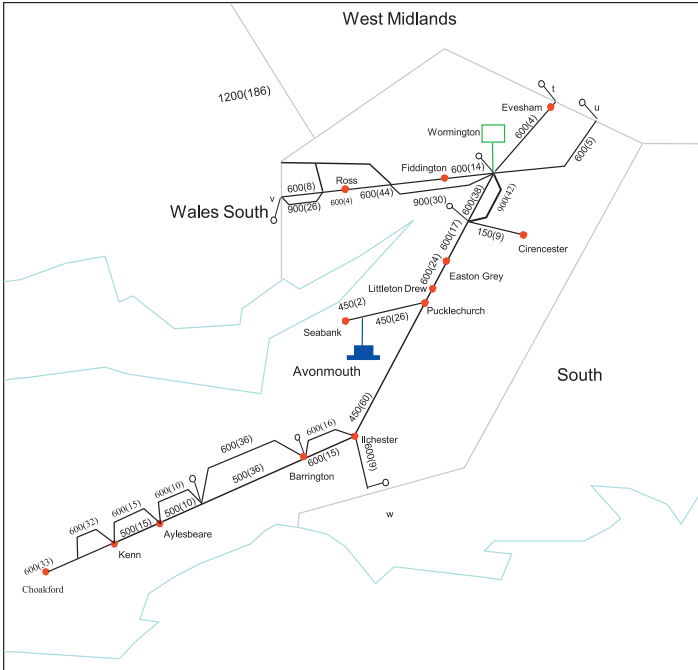 West Midlands
1200(186)
t
Evesham
u
Wormington
600(4)
600(5)
Fiddington
600(14)
Ross
600(8)
600(4)
600(44)
v
900(26)
900(30)
600(38)
900(42)
Wales South
600(17)
150(9)
Cirencester
600(24)
Easton Grey
Littleton Drew
450(2)
Pucklechurch
Seabank
450(26)
Avonmouth
South
450(60)
600(16)
Ilchester
600(36)
600(15)
600(9)
Barrington
500(36)
600(10)
500(10)
w
600(15)
500(15)
Aylesbeare
600(32)
Kenn
600(33)
Choakford